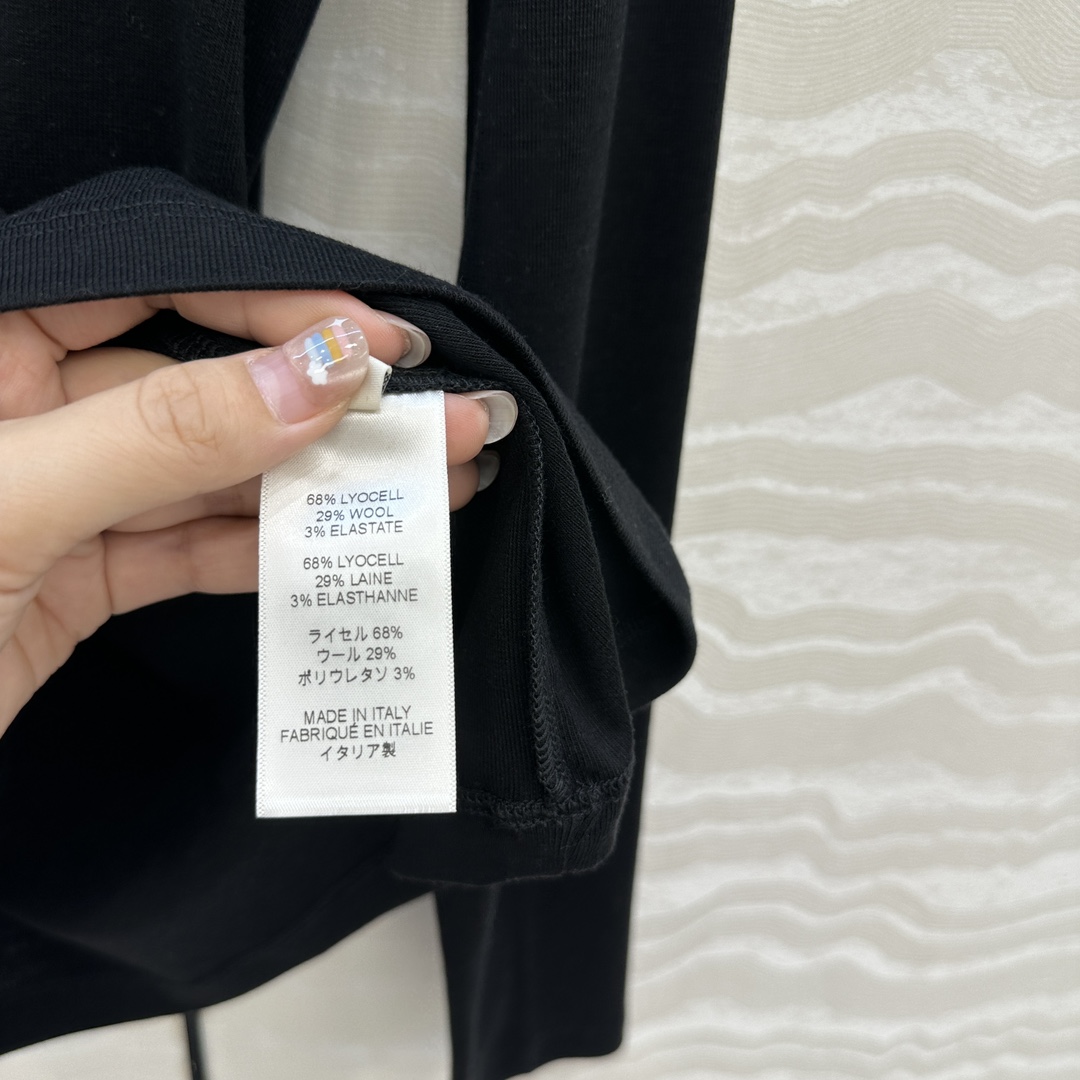 68% LYOCELL
29% WOOL
3% ELASTATE
68% LYOCELL
29% LAINE
3% ELASTHANNE
ライセル 68%
ウール 29%
ポリウレタソ 3%
MADE IN ITALY
FABRIQUÉ EN ITALIE
イタリア製